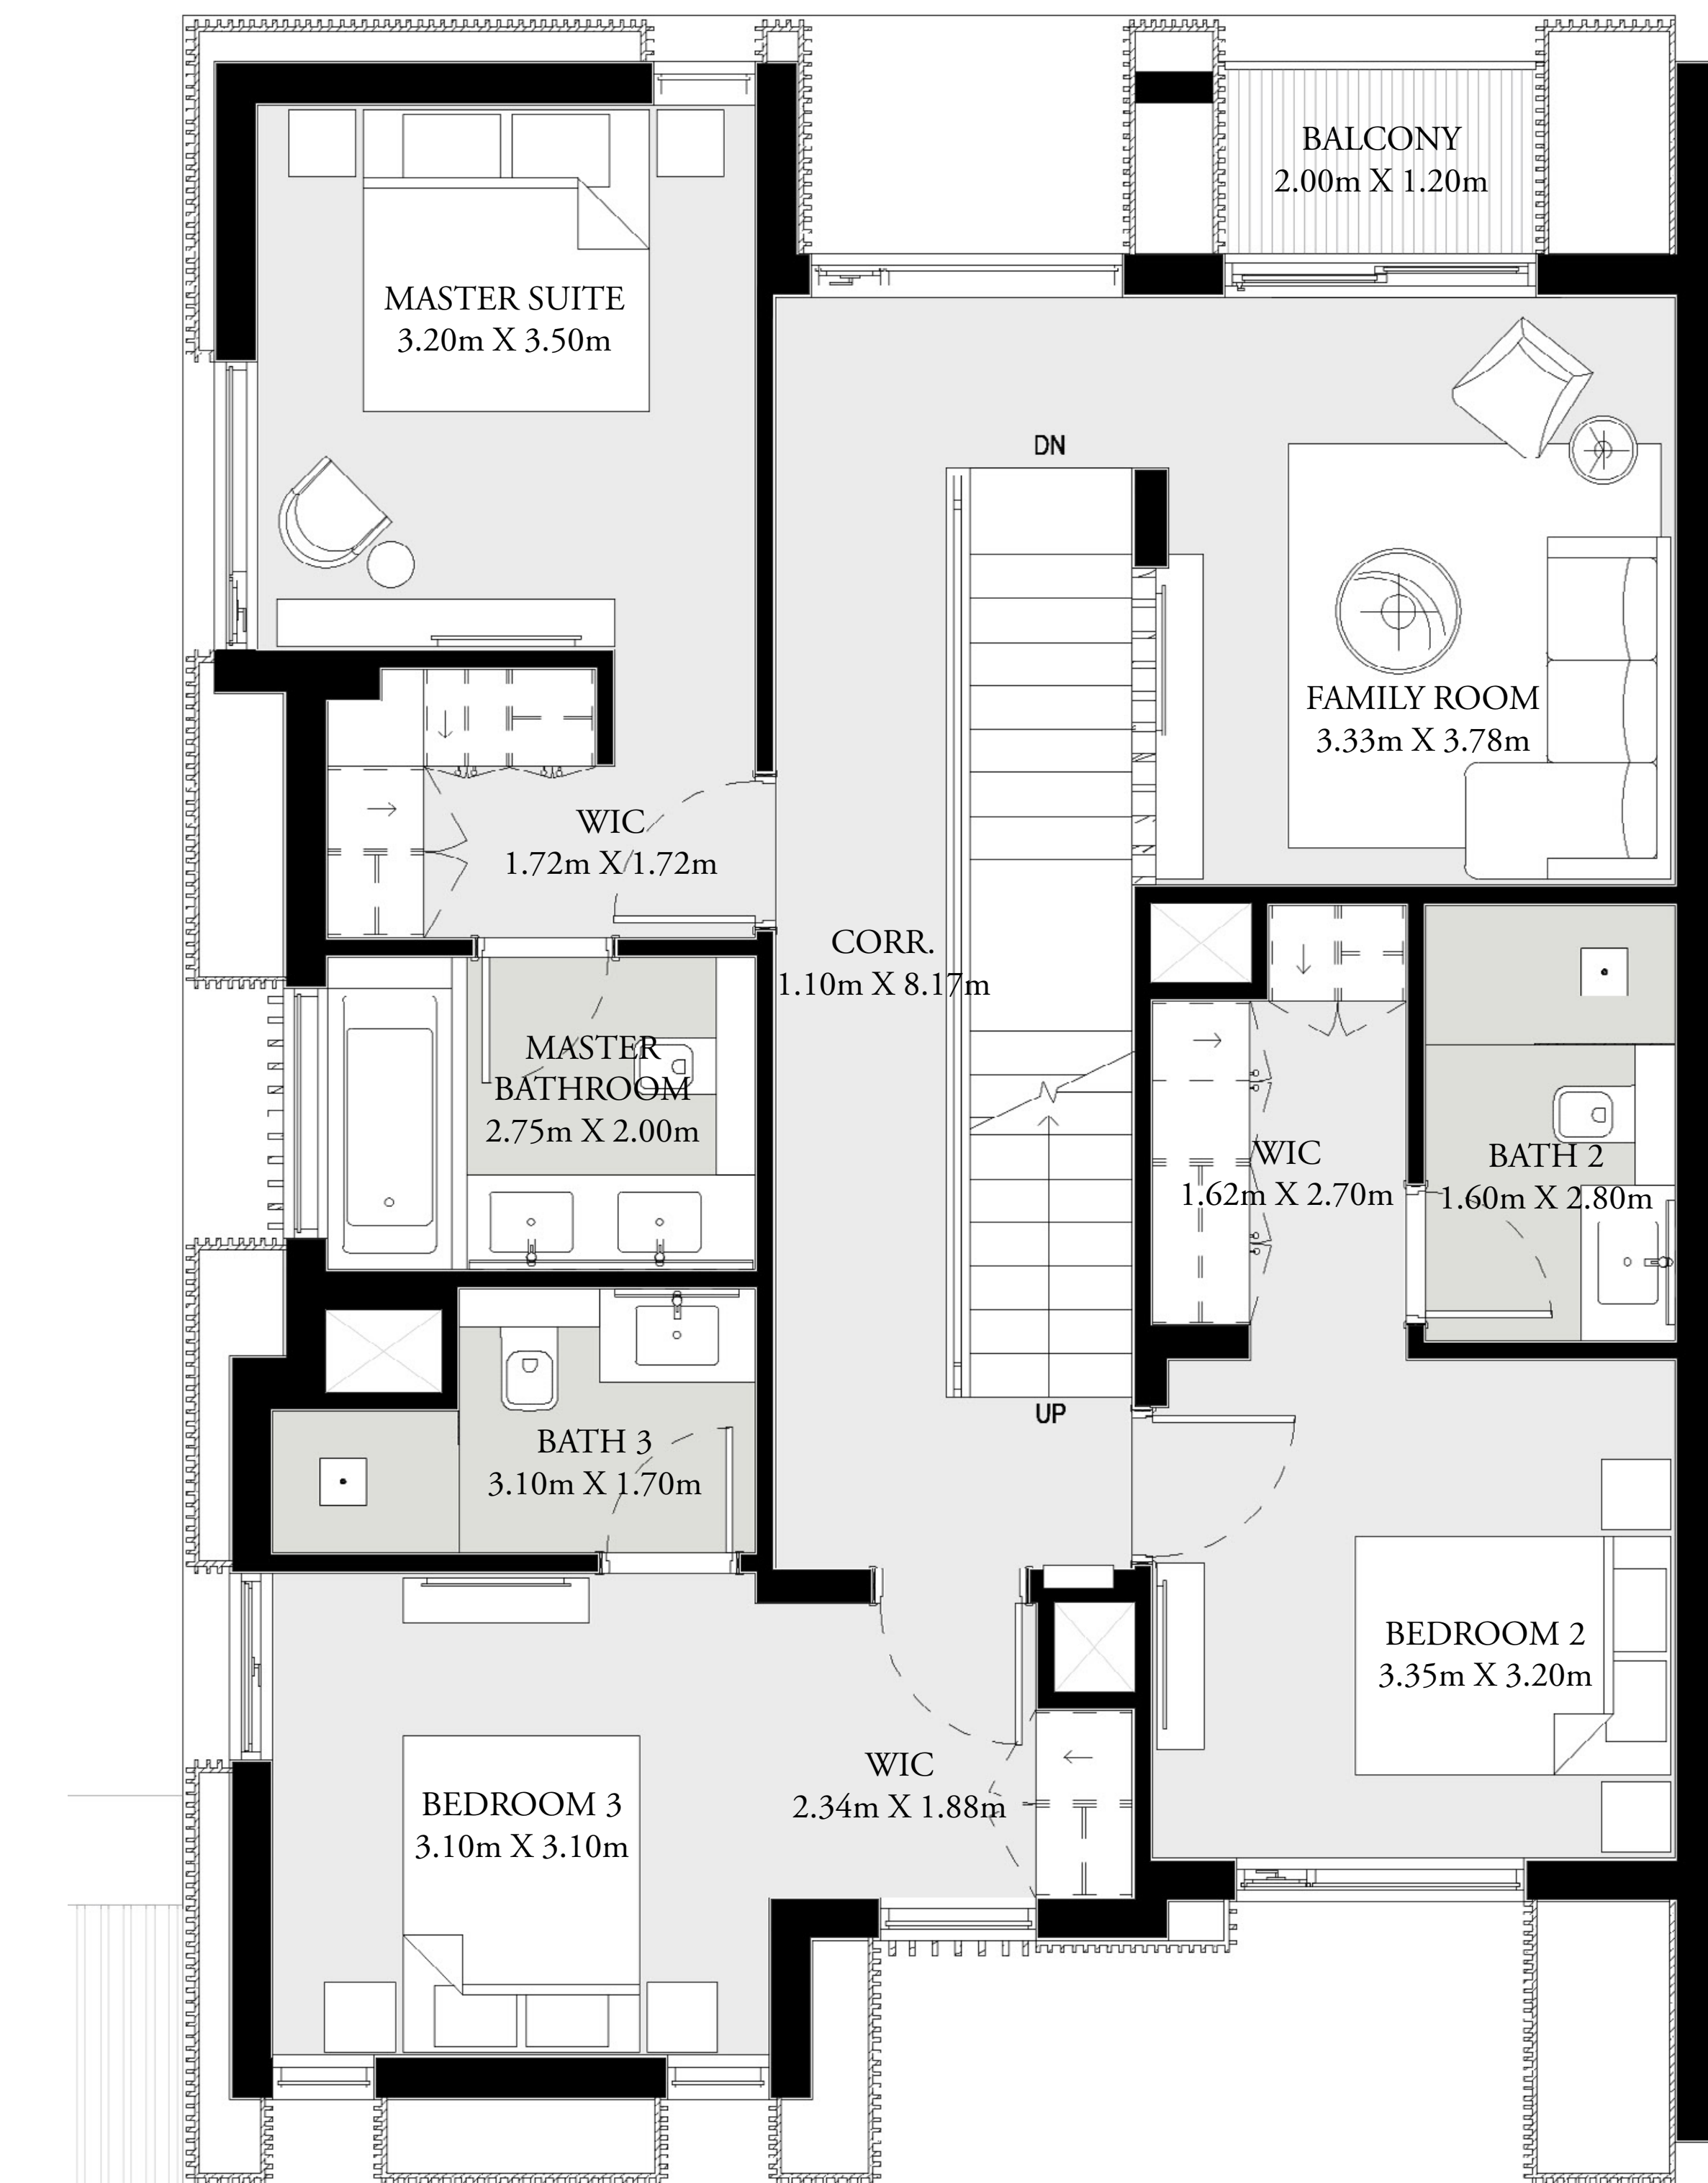 BALCONY
2.00m X 1.20m
MASTER SUITE
3.20m X 3.50m
DN
FAMILY ROOM
3.33m X 3.78m
WIC
1.72m X 1.72m
CORR.
1.10m X 8.17m
MASTER
BATHROOM
2.75m X 2.00m
WIC
1.62m X 2.70m
BATH 2
1.60m X 2.80m
UP
BATH 3
3.10m X 1.70m
BEDROOM 2
3.35m X 3.20m
WIC
2.34m X 1.88m
BEDROOM 3
3.10m X 3.10m